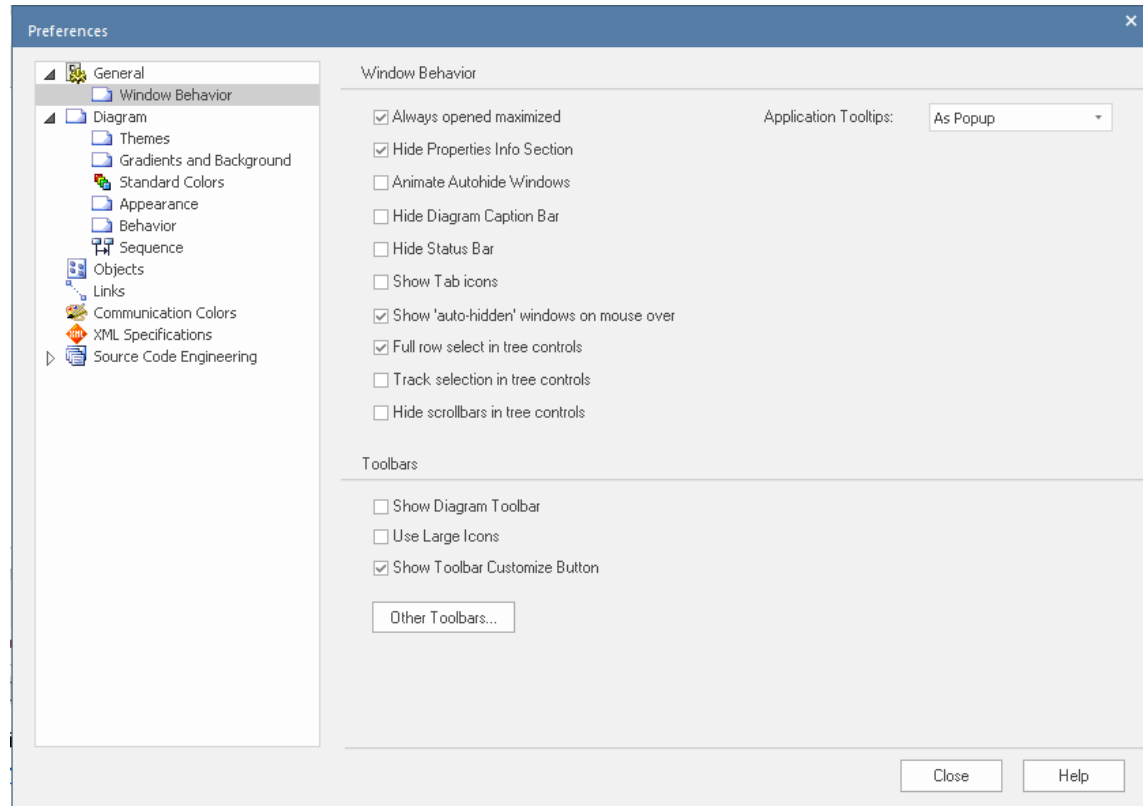 Preferences
General
Window Behavior
Diagram
Themes
Gradients and Background
Standard Colors
Appearance
Behavior
Sequence
Objects
Links
Communication Colors
XML Specifications
Source Code Engineering
Window Behavior
Always opened maximized
Application Tooltips: As Popup
Hide Properties Info Section
Animate Autohide Windows
Hide Diagram Caption Bar
Hide Status Bar
Show Tab icons
Show 'auto-hidden' windows on mouse over
Full row select in tree controls
Track selection in tree controls
Hide scrollbars in tree controls
Toolbars
Show Diagram Toolbar
Use Large Icons
Show Toolbar Customize Button
Other Toolbars...
Close Help